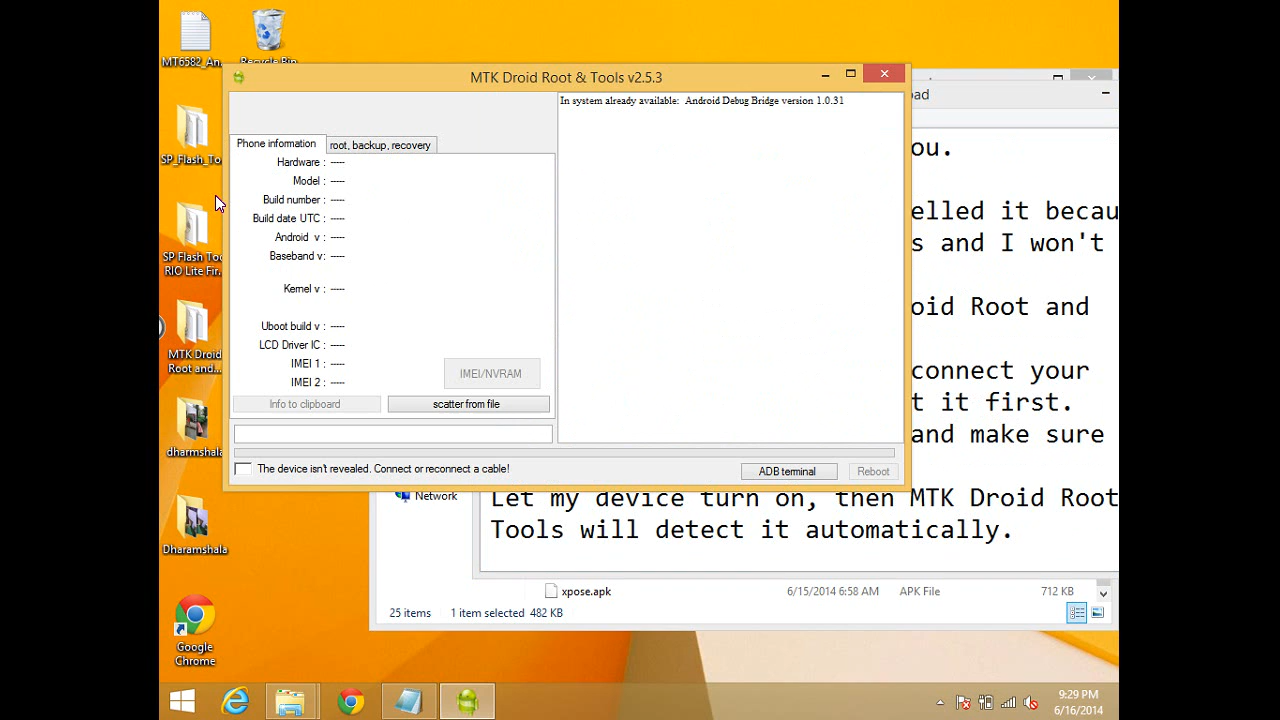 MT6582_An..
Recycle Bin
SP_Flash_To
SP Flash Too
RIO Lite Fir..
MTK Droid
Root and...
dharmshala
Dharamshala
Google
Chrome
MTK Droid Root & Tools v2.5.3
Phone information
root, backup, recovery
Hardware : -----
Model : -----
Build number : -----
Build date UTC : -----
Android v : -----
Baseband v: -----
Kernel v : -----
Uboot build v : -----
LCD Driver IC : -----
IMEI 1 : -----
IMEI 2 : -----
IMEI/NVRAM
Info to clipboard
scatter from file
In system already available: Android Debug Bridge version 1.0.31
The device isn't revealed. Connect or reconnect a cable!
ADB terminal
Reboot
oad
ou.
elled it becau
s and I won't
oid Root and
connect your
t it first.
and make sure
Let my device turn on, then MTK Droid Root
Tools will detect it automatically.
Network
xpose.apk 6/15/2014 6:58 AM APK File 712 KB
25 items 1 item selected 482 KB
9:29 PM
6/16/2014